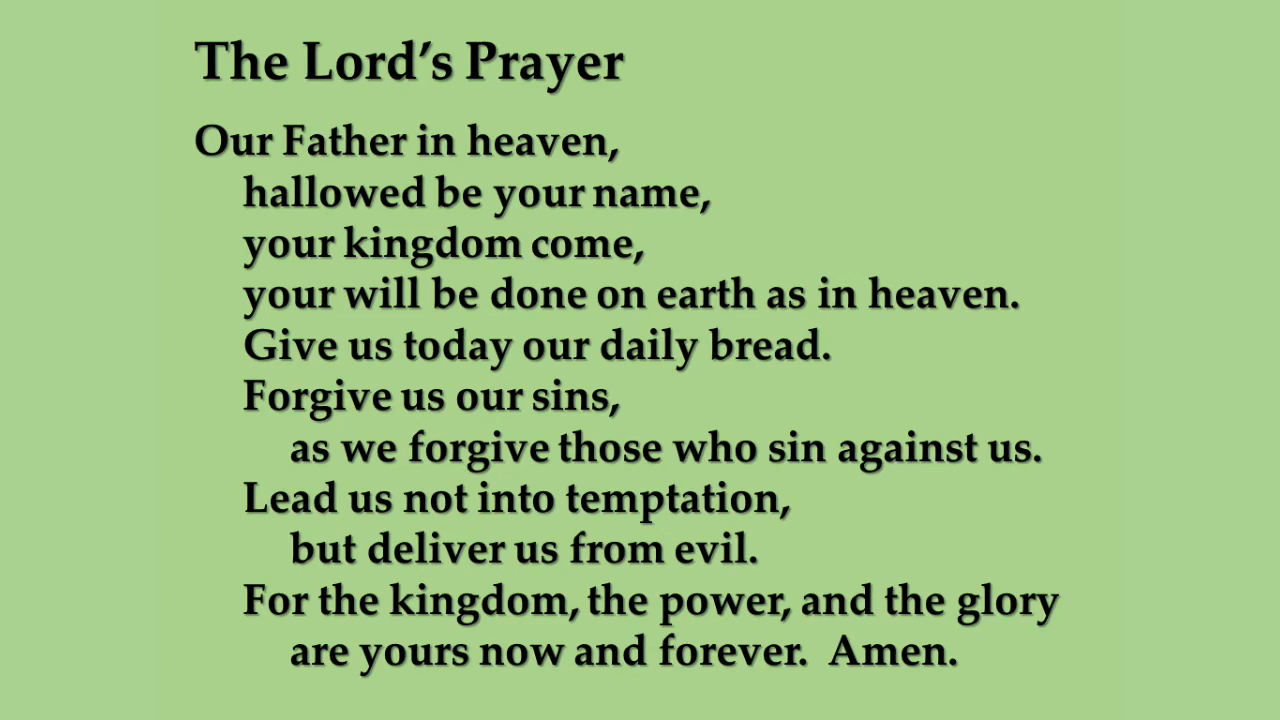 The Lord’s Prayer
Our Father in heaven,
hallowed be your name,
your kingdom come,
your will be done on earth as in heaven.
Give us today our daily bread.
Forgive us our sins,
as we forgive those who sin against us.
Lead us not into temptation,
but deliver us from evil.
For the kingdom, the power, and the glory
are yours now and forever.  Amen.